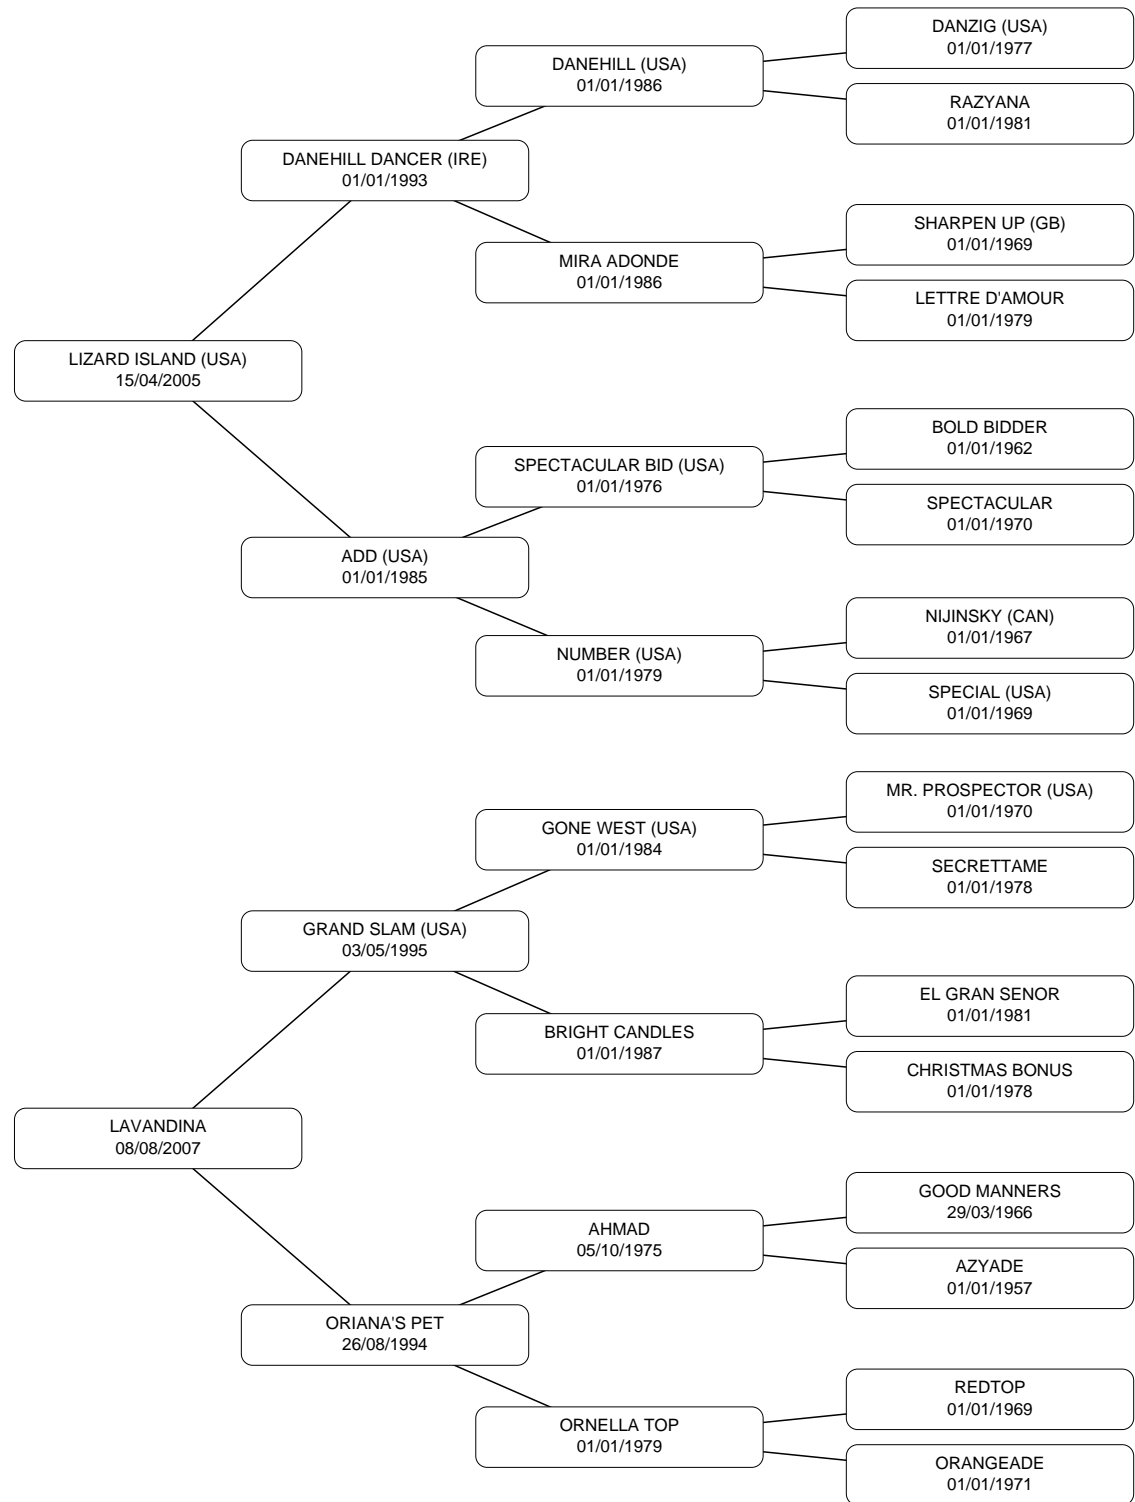 DANZIG (USA)
01/01/1977
DANEHILL (USA)
01/01/1986
RAZYANA
01/01/1981
DANEHILL DANCER (IRE)
01/01/1993
SHARPEN UP (GB)
01/01/1969
MIRA ADONDE
01/01/1986
LETTRE D'AMOUR
01/01/1979
LIZARD ISLAND (USA)
15/04/2005
BOLD BIDDER
01/01/1962
SPECTACULAR BID (USA)
01/01/1976
SPECTACULAR
01/01/1970
ADD (USA)
01/01/1985
NIJINSKY (CAN)
01/01/1967
NUMBER (USA)
01/01/1979
SPECIAL (USA)
01/01/1969
MR. PROSPECTOR (USA)
01/01/1970
GONE WEST (USA)
01/01/1984
SECRETTAME
01/01/1978
GRAND SLAM (USA)
03/05/1995
EL GRAN SENOR
01/01/1981
BRIGHT CANDLES
01/01/1987
CHRISTMAS BONUS
01/01/1978
LAVANDINA
08/08/2007
GOOD MANNERS
29/03/1966
AHMAD
05/10/1975
AZYADE
01/01/1957
ORIANA'S PET
26/08/1994
REDTOP
01/01/1969
ORNELLA TOP
01/01/1979
ORANGEADE
01/01/1971